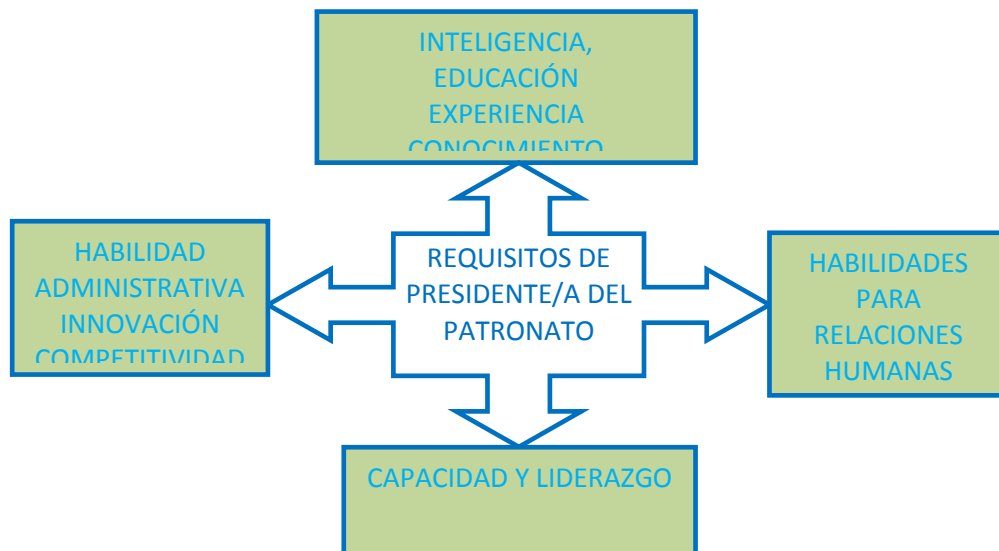 INTELIGENCIA,
EDUCACIÓN
EXPERIENCIA
CONOCIMIENTO
HABILIDAD
ADMINISTRATIVA
INNOVACIÓN
COMPETITIVIDAD
REQUISITOS DE
PRESIDENTE/A DEL
PATRONATO
HABILIDADES
PARA
RELACIONES
HUMANAS
CAPACIDAD Y LIDERAZGO